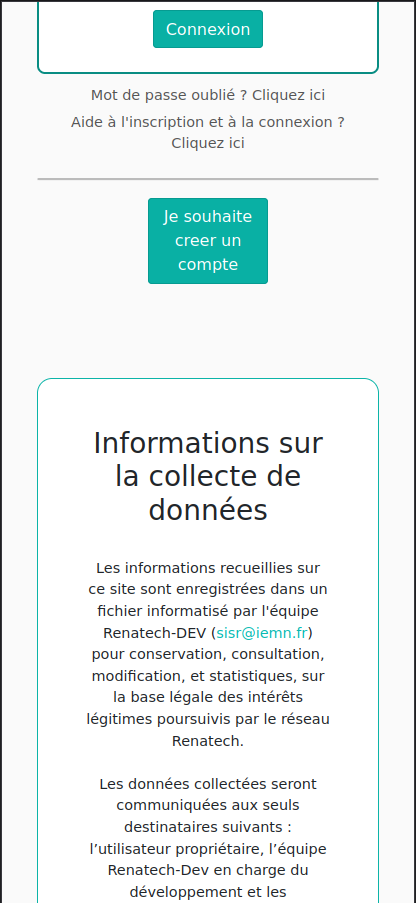 Connexion
Mot de passe oublié ? Cliquez ici
Aide à l'inscription et à la connexion ?
Cliquez ici
Je souhaite
creer un
compte
Informations sur
la collecte de
données
Les informations recueillies sur
ce site sont enregistrées dans un
fichier informatisé par l'équipe
Renatech-DEV (sisr@iemn.fr)
pour conservation, consultation,
modification, et statistiques, sur
la base légale des intérêts
légitimes poursuivis par le réseau
Renatech.
Les données collectées seront
communiquées aux seuls
destinataires suivants :
l’utilisateur propriétaire, l’équipe
Renatech-Dev en charge du
développement et les